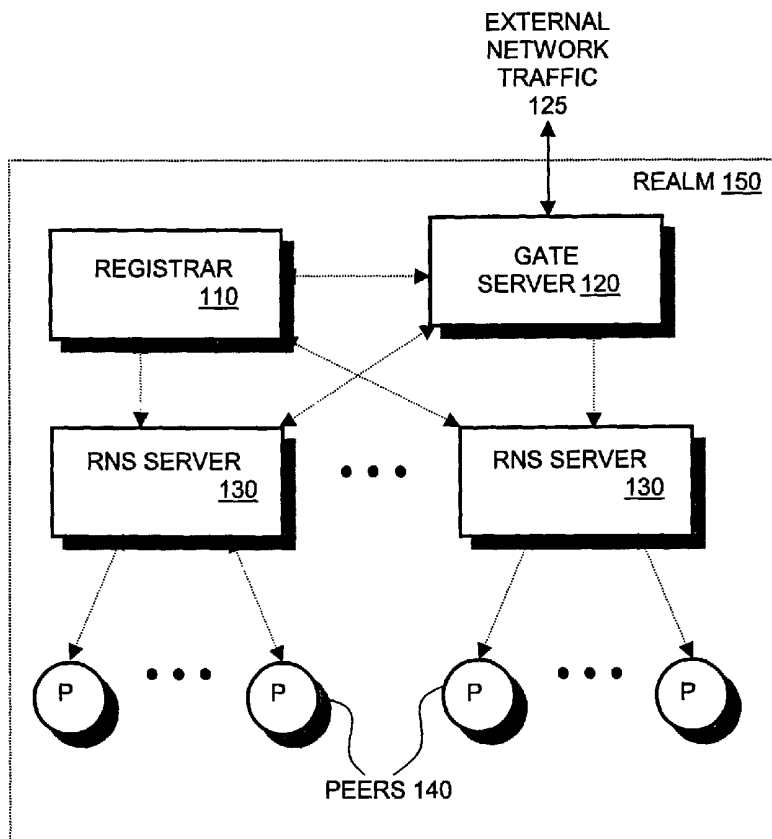 EXTERNAL
NETWORK
TRAFFIC
125
REALM 150
REGISTRAR
110
GATE
SERVER 120
RNS SERVER
130
RNS SERVER
130
P
P
P
P
PEERS 140